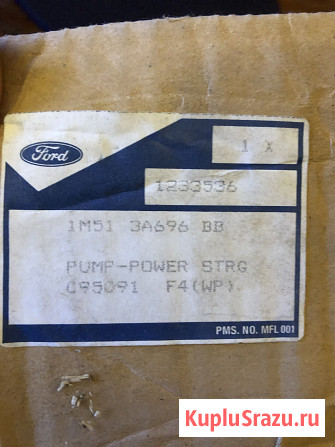 Ford
1 X
1233536
1M51 3A696 BB
PUMP-POWER STRG
C95091 F4(WP)
PMS. NO. MFL 001
KupluSrazu.ru